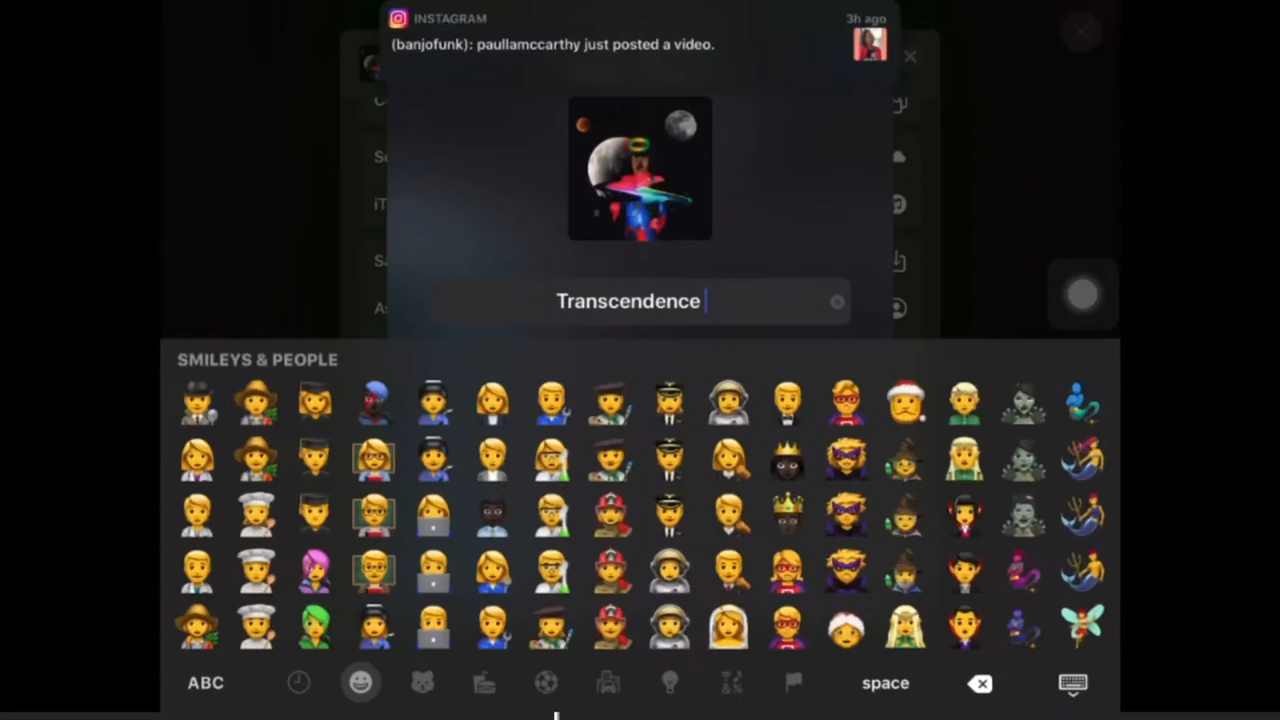 INSTAGRAM
3h ago
(banjofunk): paullamccarthy just posted a video.
Transcendence
SMILEYS & PEOPLE
ABC
space